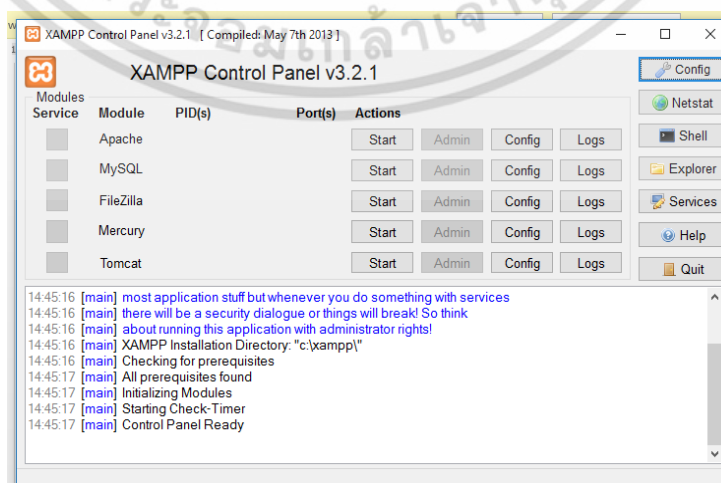 XAMPP Control Panel v3.2.1 [ Compiled: May 7th 2013 ]
XAMPP Control Panel v3.2.1
Config
Modules
Service Module PID(s) Port(s) Actions
Netstat
Apache Start Admin Config Logs
Shell
MySQL Start Admin Config Logs
Explorer
FileZilla Start Admin Config Logs
Services
Mercury Start Admin Config Logs
Help
Tomcat Start Admin Config Logs
Quit
14:45:16 [main] most application stuff but whenever you do something with services
14:45:16 [main] there will be a security dialogue or things will break! So think
14:45:16 [main] about running this application with administrator rights!
14:45:16 [main] XAMPP Installation Directory: "c:\xampp\"
14:45:16 [main] Checking for prerequisites
14:45:17 [main] All prerequisites found
14:45:17 [main] Initializing Modules
14:45:17 [main] Starting Check-Timer
14:45:17 [main] Control Panel Ready